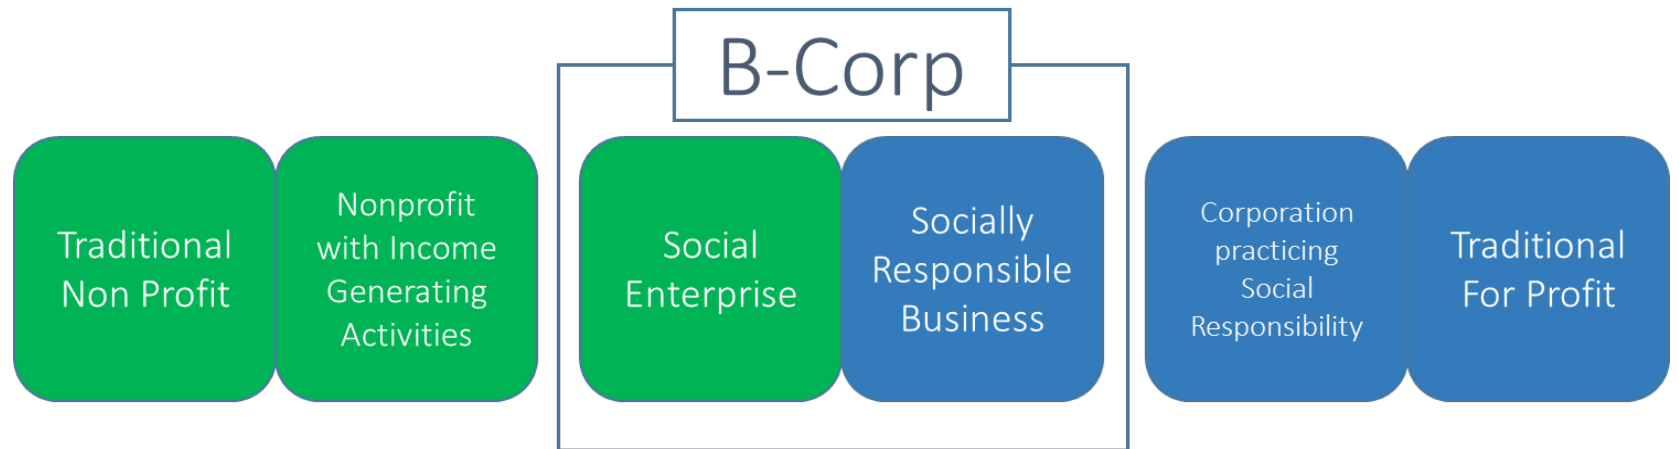 B-Corp
Traditional
Non Profit
Nonprofit
with Income
Generating
Activities
Social
Enterprise
Socially
Responsible
Business
Corporation
practicing
Social
Responsibility
Traditional
For Profit